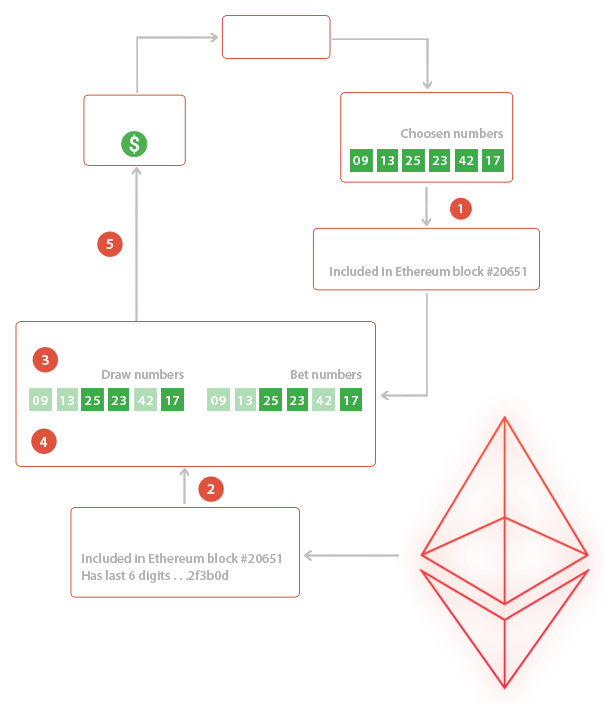 Choosen numbers
09 13 25 23 42 17
1
Included in Ethereum block #20651
$
5
3
Draw numbers
09 13 25 23 42 17
Bet numbers
09 13 25 23 42 17
4
2
Included in Ethereum block #20651
Has last 6 digits . . .2f3b0d